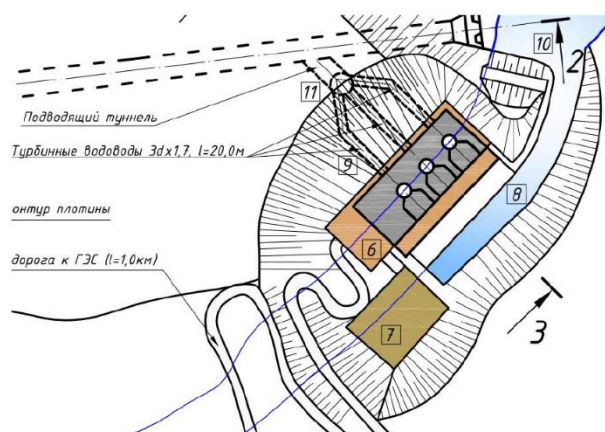 10
2
11
Подводящий туннель
Турбинные водоводы 3dx1,7, l=20,0м
9
8
онтур плотины
6
дорога к ГЭС (l=1,0км)
3
7